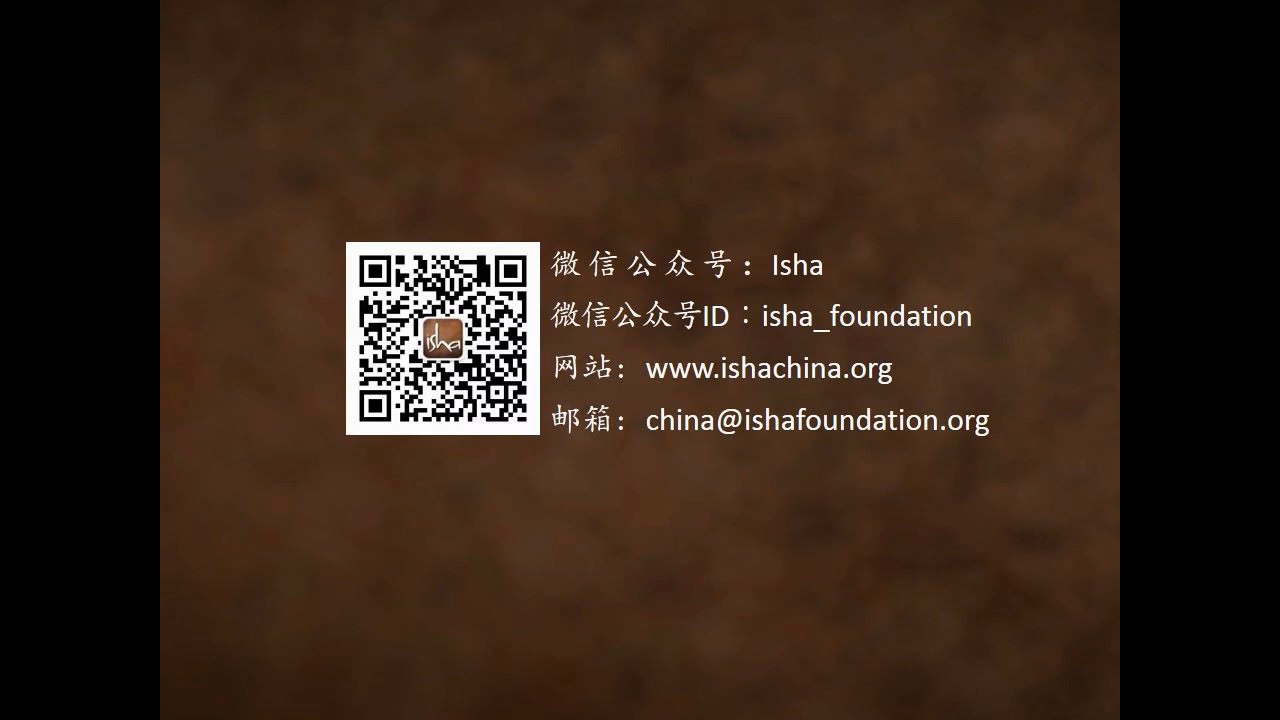 微信公众号：Isha
微信公众号ID：isha_foundation
网站：www.ishachina.org
邮箱：china@ishafoundation.org
isha